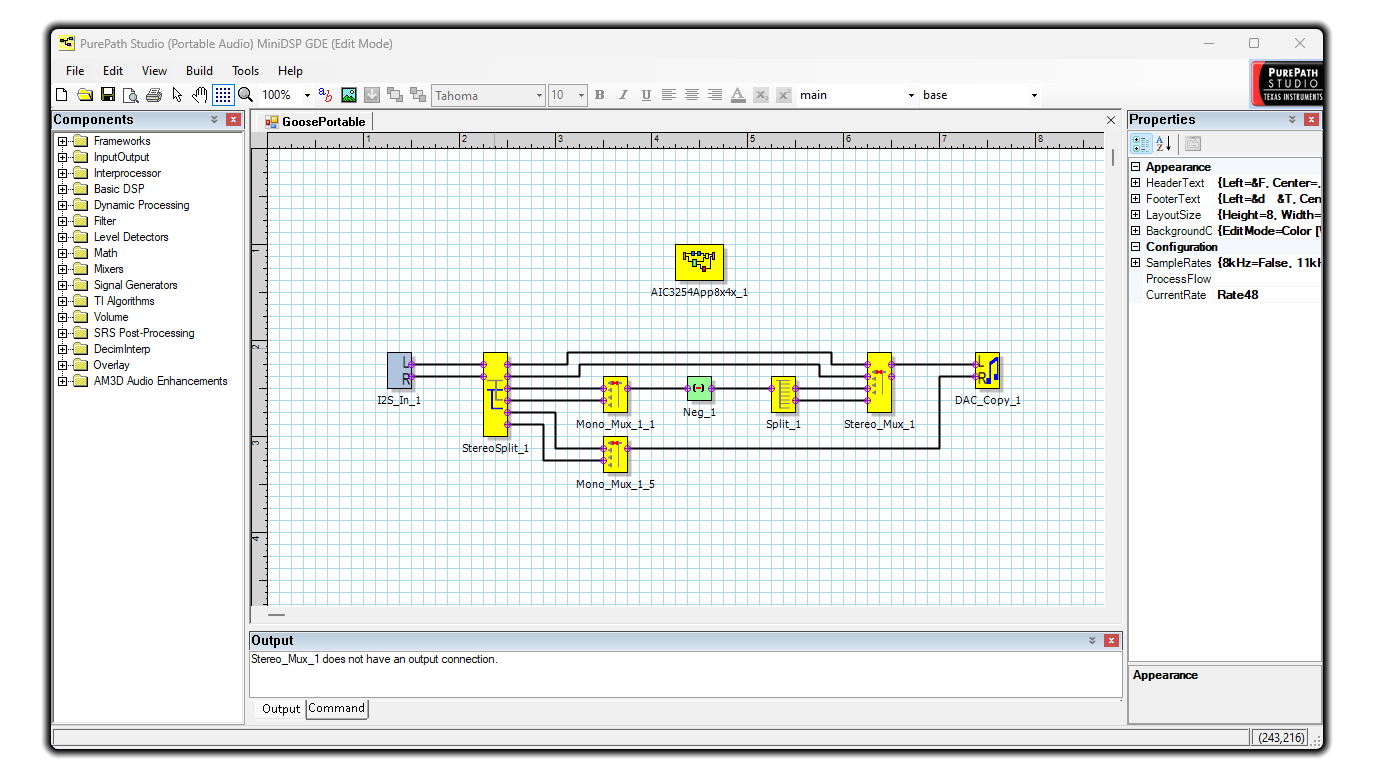 PurePath Studio (Portable Audio) MiniDSP GDE (Edit Mode)
File Edit View Build Tools Help
PUREPATH
STUDIO
TEXAS INSTRUMENTS
100% Tahoma 10 B I U A main base
Components
Frameworks
InputOutput
Interprocessor
Basic DSP
Dynamic Processing
Filter
Level Detectors
Math
Mixers
Signal Generators
TI Algorithms
Volume
SRS Post-Processing
DecimInterp
Overlay
AM3D Audio Enhancements
GoosePortable
1 2 3 4 5 6 7 8
1
2
3
4
AIC3254App8x4x_1
L
R
I2S_In_1
StereoSplit_1
Mono_Mux_1_1
Neg_1
Split_1
Stereo_Mux_1
L
R
DAC_Copy_1
Mono_Mux_1_5
Output
Stereo_Mux_1 does not have an output connection.
Output Command
Properties
Appearance
HeaderText {Left=&F, Center=,
FooterText {Left=&d &T, Cen
LayoutSize {Height=8, Width=
BackgroundC {EditMode=Color [
Configuration
SampleRates {8kHz=False, 11kH
ProcessFlow
CurrentRate Rate48
Appearance
(243,216)